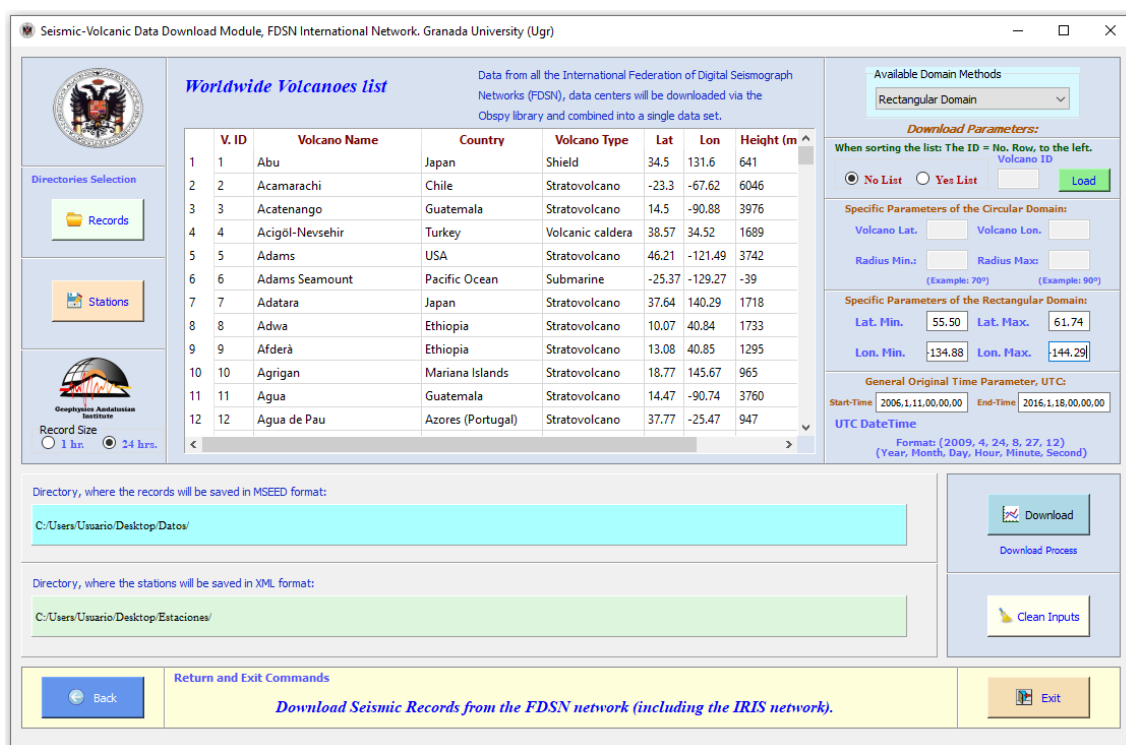 Seismic-Volcanic Data Download Module, FDSN International Network. Granada University (Ugr)
Directories Selection
Records
Stations
Geophysics Andalusian
Institute
Record Size
1 hr. 24 hrs.
Worldwide Volcanoes list
Data from all the International Federation of Digital Seismograph
Networks (FDSN), data centers will be downloaded via the
Obspy library and combined into a single data set.
V. ID Volcano Name Country Volcano Type Lat Lon Height (m
1 1 Abu Japan Shield 34.5 131.6 641
2 2 Acamarachi Chile Stratovolcano -23.3 -67.62 6046
3 3 Acatenango Guatemala Stratovolcano 14.5 -90.88 3976
4 4 Acigöl-Nevsehir Turkey Volcanic caldera 38.57 34.52 1689
5 5 Adams USA Stratovolcano 46.21 -121.49 3742
6 6 Adams Seamount Pacific Ocean Submarine -25.37 -129.27 -39
7 7 Adatara Japan Stratovolcano 37.64 140.29 1718
8 8 Adwa Ethiopia Stratovolcano 10.07 40.84 1733
9 9 Afderà Ethiopia Stratovolcano 13.08 40.85 1295
10 10 Agrigan Mariana Islands Stratovolcano 18.77 145.67 965
11 11 Agua Guatemala Stratovolcano 14.47 -90.74 3760
12 12 Agua de Pau Azores (Portugal) Stratovolcano 37.77 -25.47 947
Available Domain Methods
Rectangular Domain
Download Parameters:
When sorting the list: The ID = No. Row, to the left.
Volcano ID
No List Yes List Load
Specific Parameters of the Circular Domain:
Volcano Lat. Volcano Lon.
Radius Min.: Radius Max:
(Example: 70º) (Example: 90º)
Specific Parameters of the Rectangular Domain:
Lat. Min. 55.50 Lat. Max. 61.74
Lon. Min. -134.88 Lon. Max. -144.29
General Original Time Parameter, UTC:
Start-Time 2006,1,11,00,00,00 End-Time 2016,1,18,00,00,00
UTC DateTime
Format: (2009, 4, 24, 8, 27, 12)
(Year, Month, Day, Hour, Minute, Second)
Directory, where the records will be saved in MSEED format:
C:/Users/Usuario/Desktop/Datos/
Directory, where the stations will be saved in XML format:
C:/Users/Usuario/Desktop/Estaciones/
Download
Download Process
Clean Inputs
Back
Return and Exit Commands
Download Seismic Records from the FDSN network (including the IRIS network).
Exit